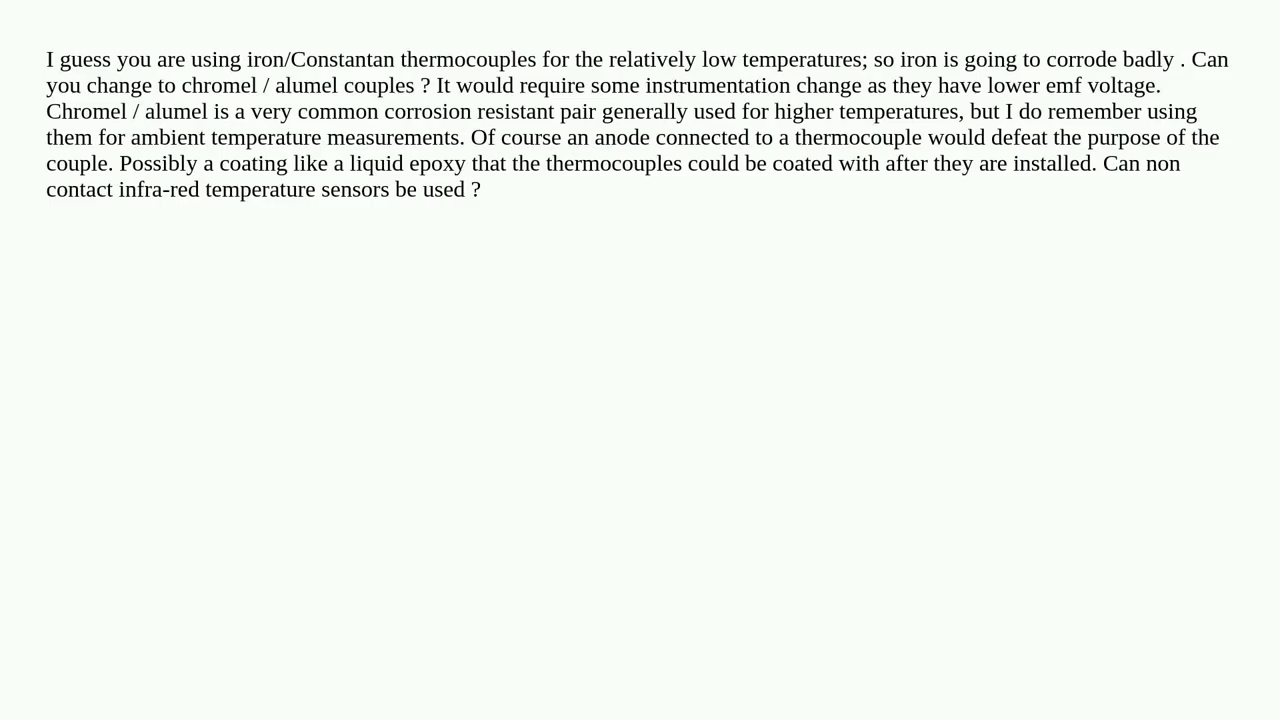 I guess you are using iron/Constantan thermocouples for the relatively low temperatures; so iron is going to corrode badly . Can
you change to chromel / alumel couples ? It would require some instrumentation change as they have lower emf voltage.
Chromel / alumel is a very common corrosion resistant pair generally used for higher temperatures, but I do remember using
them for ambient temperature measurements. Of course an anode connected to a thermocouple would defeat the purpose of the
couple. Possibly a coating like a liquid epoxy that the thermocouples could be coated with after they are installed. Can non
contact infra-red temperature sensors be used ?